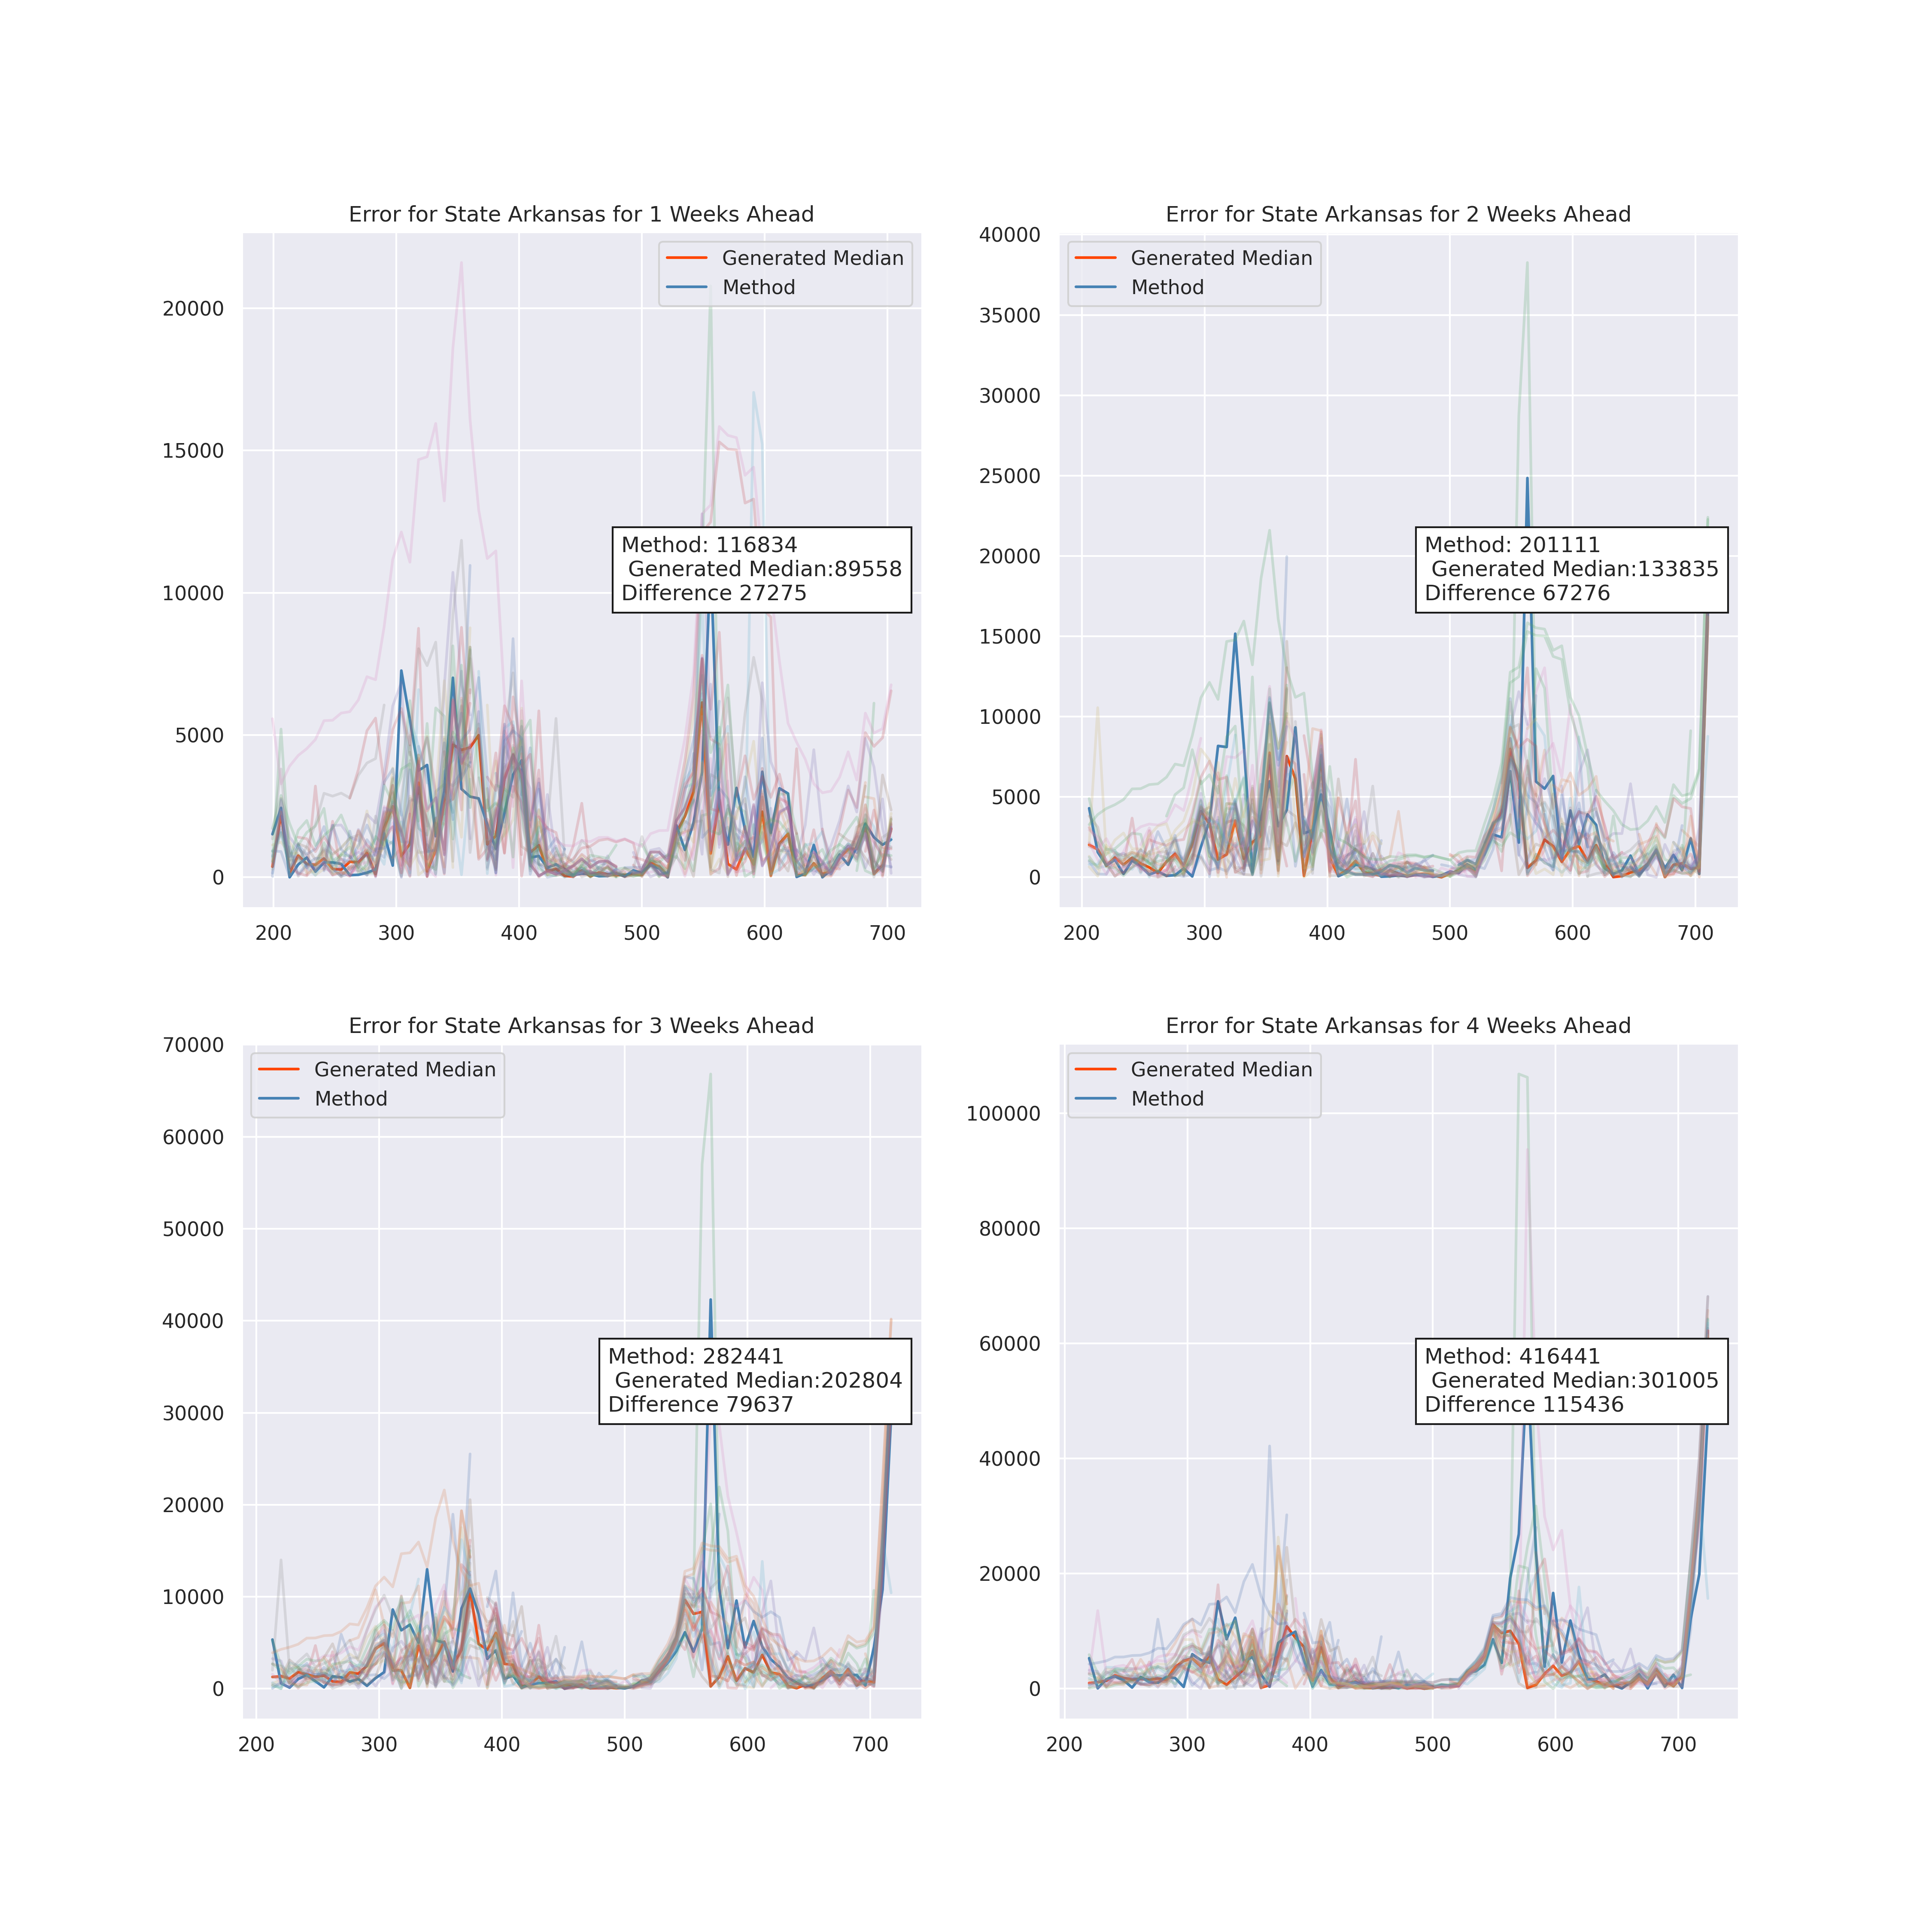 Error for State Arkansas for 1 Weeks Ahead
Generated Median
Method
20000
15000
10000
5000
0
Method: 116834
Generated Median:89558
Difference 27275
200 300 400 500 600 700
Error for State Arkansas for 2 Weeks Ahead
Generated Median
Method
40000
35000
30000
25000
20000
15000
10000
5000
0
Method: 201111
Generated Median:133835
Difference 67276
200 300 400 500 600 700
Error for State Arkansas for 3 Weeks Ahead
Generated Median
Method
70000
60000
50000
40000
30000
20000
10000
0
Method: 282441
Generated Median:202804
Difference 79637
200 300 400 500 600 700
Error for State Arkansas for 4 Weeks Ahead
Generated Median
Method
100000
80000
60000
40000
20000
0
Method: 416441
Generated Median:301005
Difference 115436
200 300 400 500 600 700